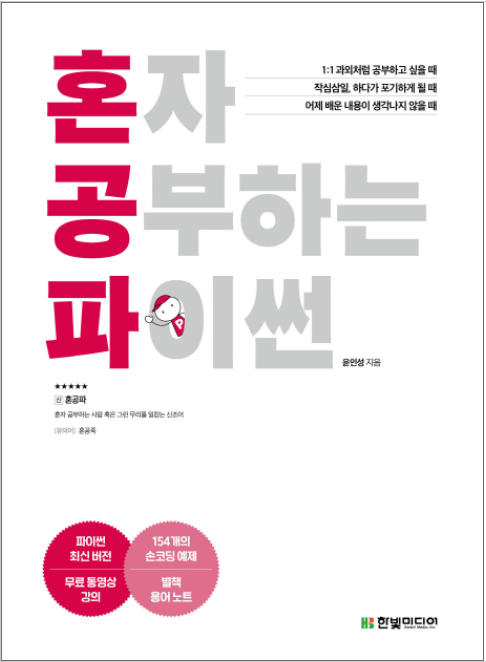 혼자
공부하는
파이썬
1:1 과외처럼 공부하고 싶을 때
작심삼일, 하다가 포기하게 될 때
어제 배운 내용이 생각나지 않을 때
윤인성 지음
★★★★★
신 혼공파
혼자 공부하는 사람 혹은 그런 무리를 일컫는 신조어
[유의어] 혼공족
파이썬
최신 버전
무료 동영상
강의
154개의
손코딩 예제
별책
용어 노트
한빛미디어
Hanbit Media, Inc.